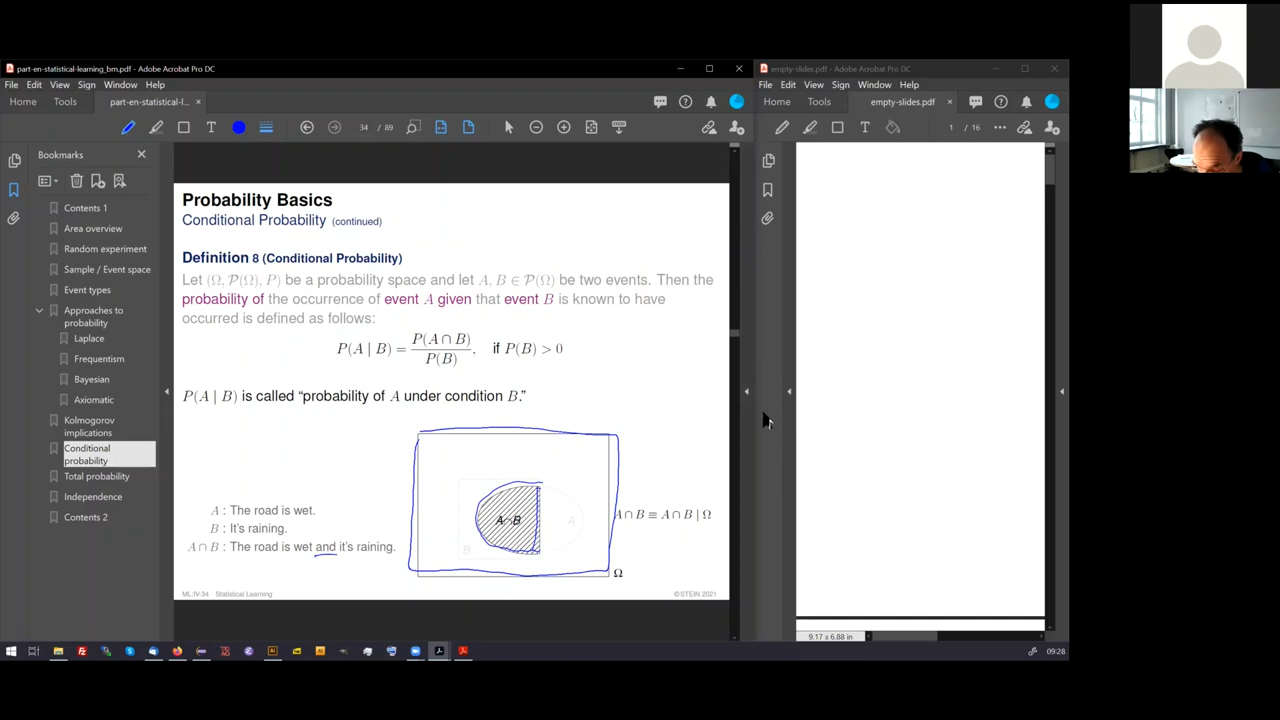 part-en-statistical-learning_bm.pdf - Adobe Acrobat Pro DC
File Edit View Sign Window Help
Home Tools part-en-statistical-l... ×
34 / 89
Bookmarks
Contents 1
Area overview
Random experiment
Sample / Event space
Event types
Approaches to
probability
Laplace
Frequentism
Bayesian
Axiomatic
Kolmogorov
implications
Conditional
probability
Total probability
Independence
Contents 2
Probability Basics
Conditional Probability (continued)
Definition 8 (Conditional Probability)
Let (Ω, 𝒫(Ω), P) be a probability space and let A, B ∈ 𝒫(Ω) be two events. Then the
probability of the occurrence of event A given that event B is known to have
occurred is defined as follows:
P(A | B) = P(A ∩ B) / P(B), if P(B) > 0
P(A | B) is called “probability of A under condition B.”
A : The road is wet.
B : It's raining.
A ∩ B : The road is wet and it's raining.
A∩B
A
B
A ∩ B ≡ A ∩ B | Ω
Ω
ML:IV-34 Statistical Learning
©STEIN 2021
empty-slides.pdf - Adobe Acrobat Pro DC
File Edit View Sign Window Help
Home Tools empty-slides.pdf ×
1 / 16
9.17 x 6.88 in
09:28